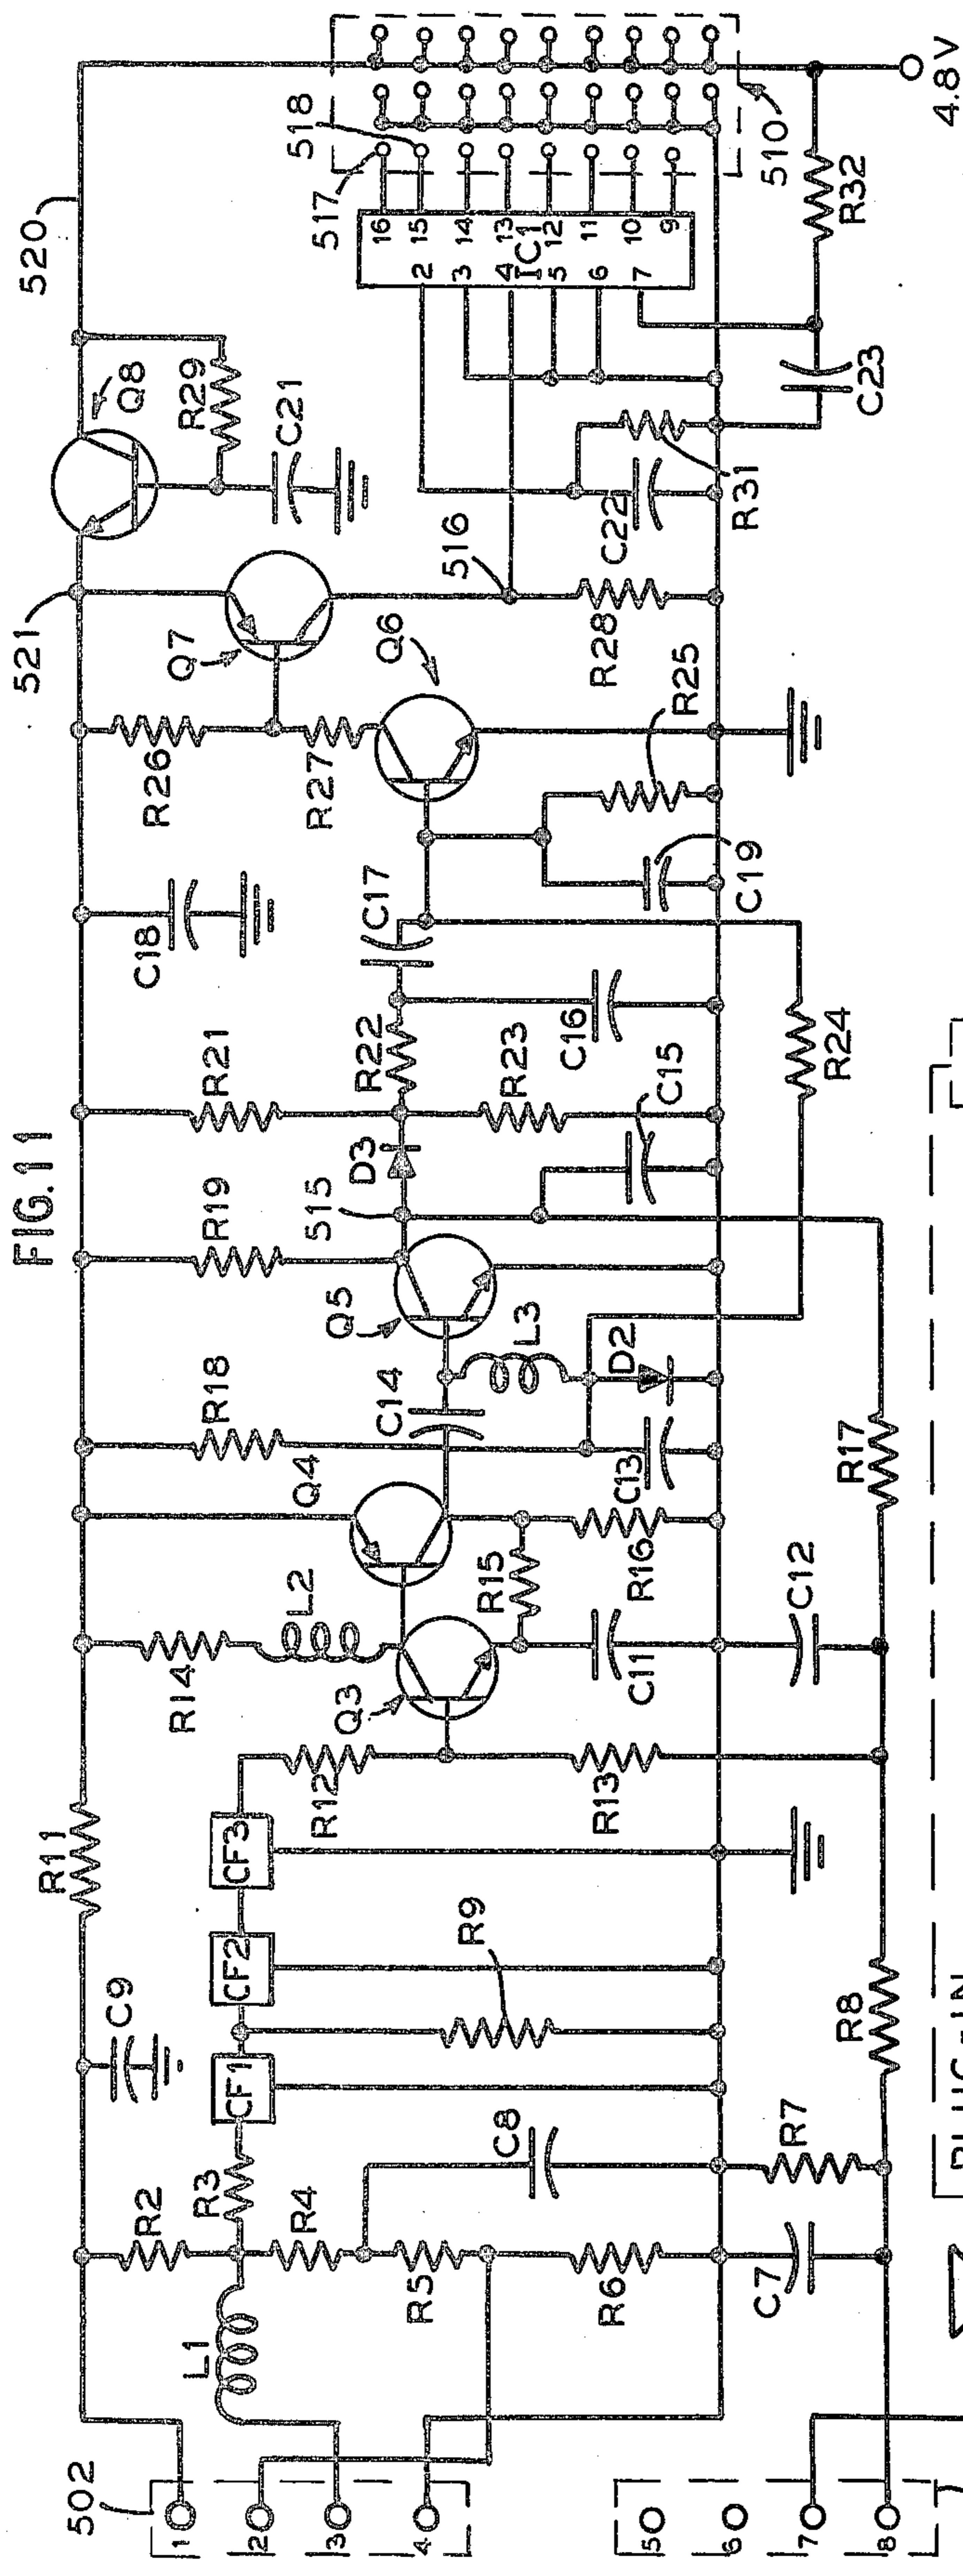 FIG. 11
520
521
Q8
R29
C21
Q7
R26
R27
C18
R21
R19
R18
R14
L2
R11
C9
R2
R3
L1
R4
R5
R6
C8
CF1
CF2
CF3
R9
R12
R13
Q3
Q4
R15
R16
C11
C14
C13
Q5
L3
D2
515
D3
R22
R23
C15
C16
C17
C19
R25
Q6
R28
516
C22
R31
IC1
2
3
4
5
6
7
16
15
14
13
12
11
10
9
517
518
510
R32
C23
4.8V
R24
R17
C12
R8
R7
C7
502
1
2
3
4
5
6
7
8